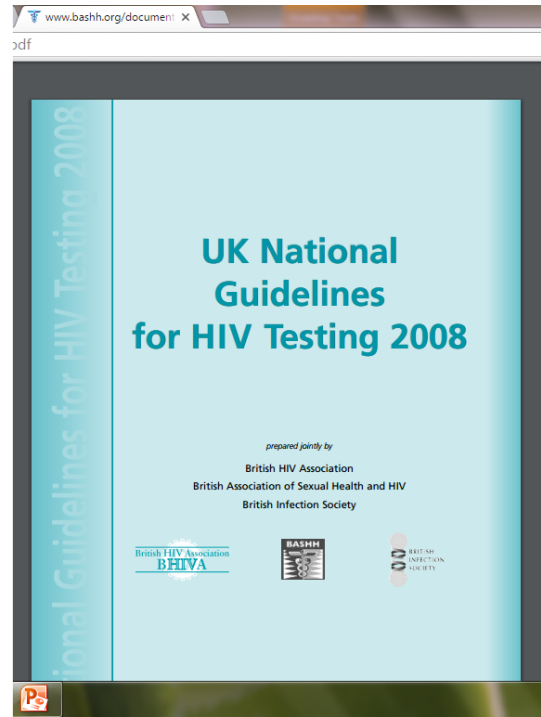 www.bashh.org/document
pdf
UK National
Guidelines
for HIV Testing 2008
prepared jointly by
British HIV Association
British Association of Sexual Health and HIV
British Infection Society
British HIV Association
BHIVA
BASHH
BRITISH
INFECTION
SOCIETY
ional Guidelines for HIV Testing 2008